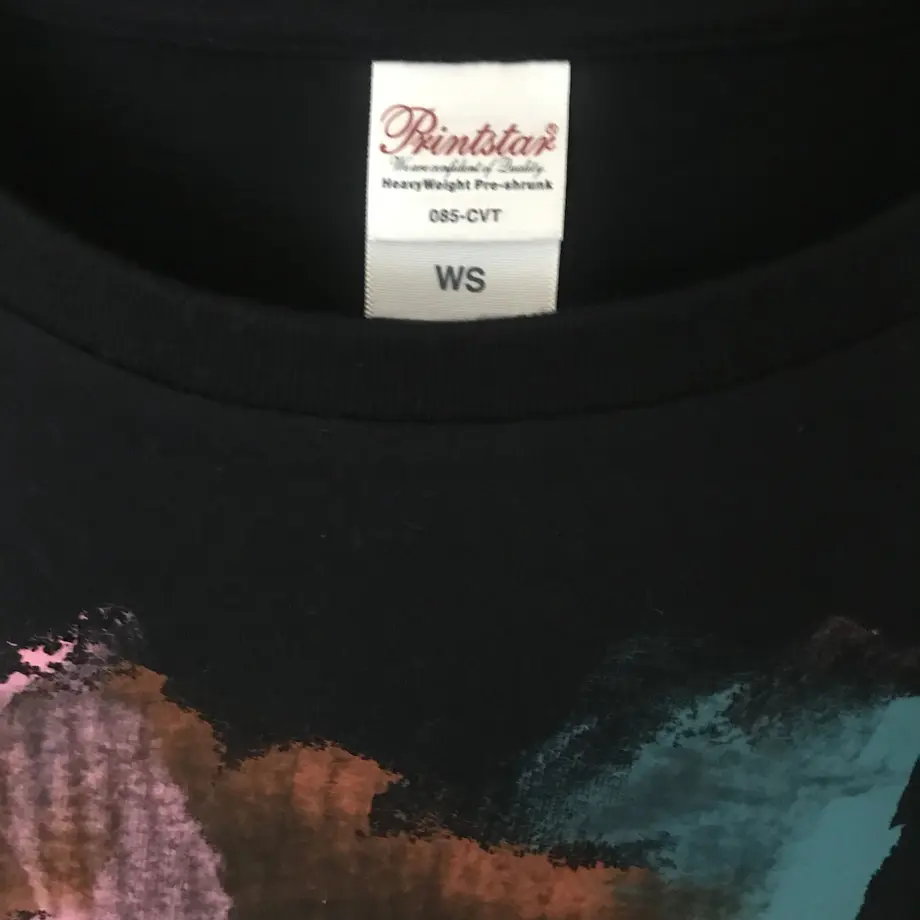 Printstar®
We are confident of Quality.
HeavyWeight Pre-shrunk
085-CVT
WS